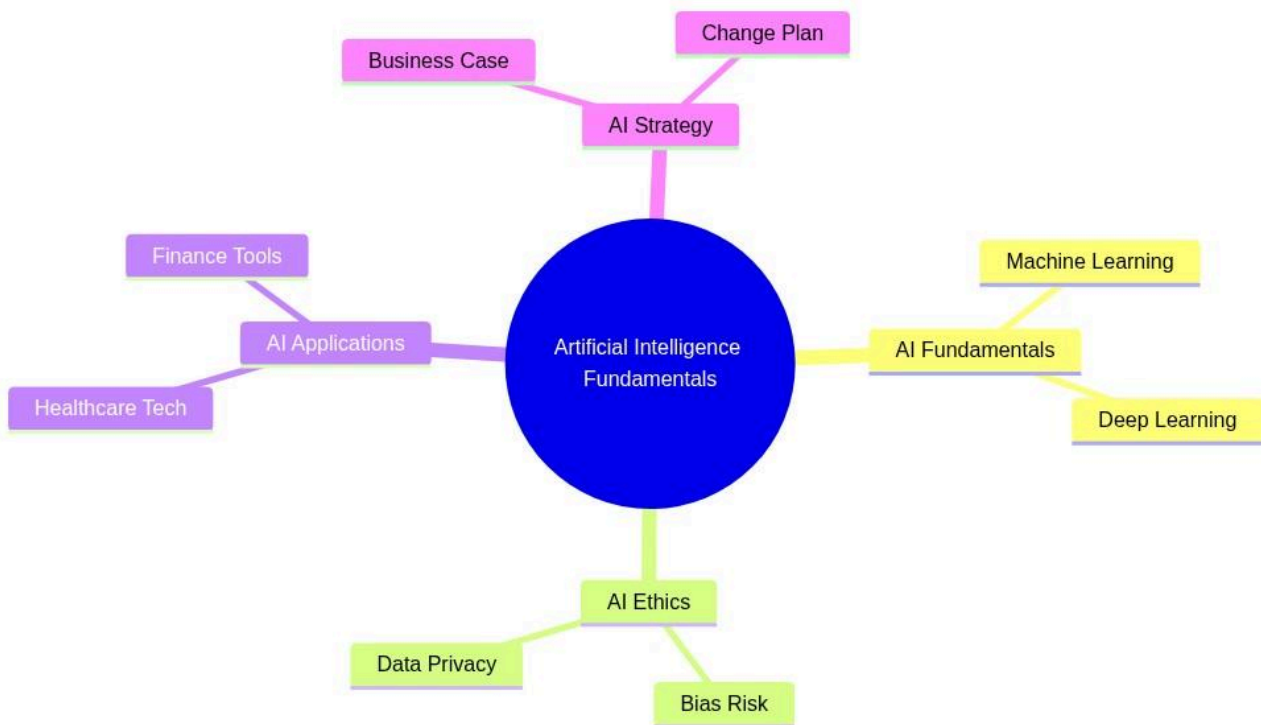 Change Plan
Business Case
AI Strategy
Finance Tools
Machine Learning
AI Applications
Artificial Intelligence
Fundamentals
AI Fundamentals
Healthcare Tech
Deep Learning
AI Ethics
Data Privacy
Bias Risk